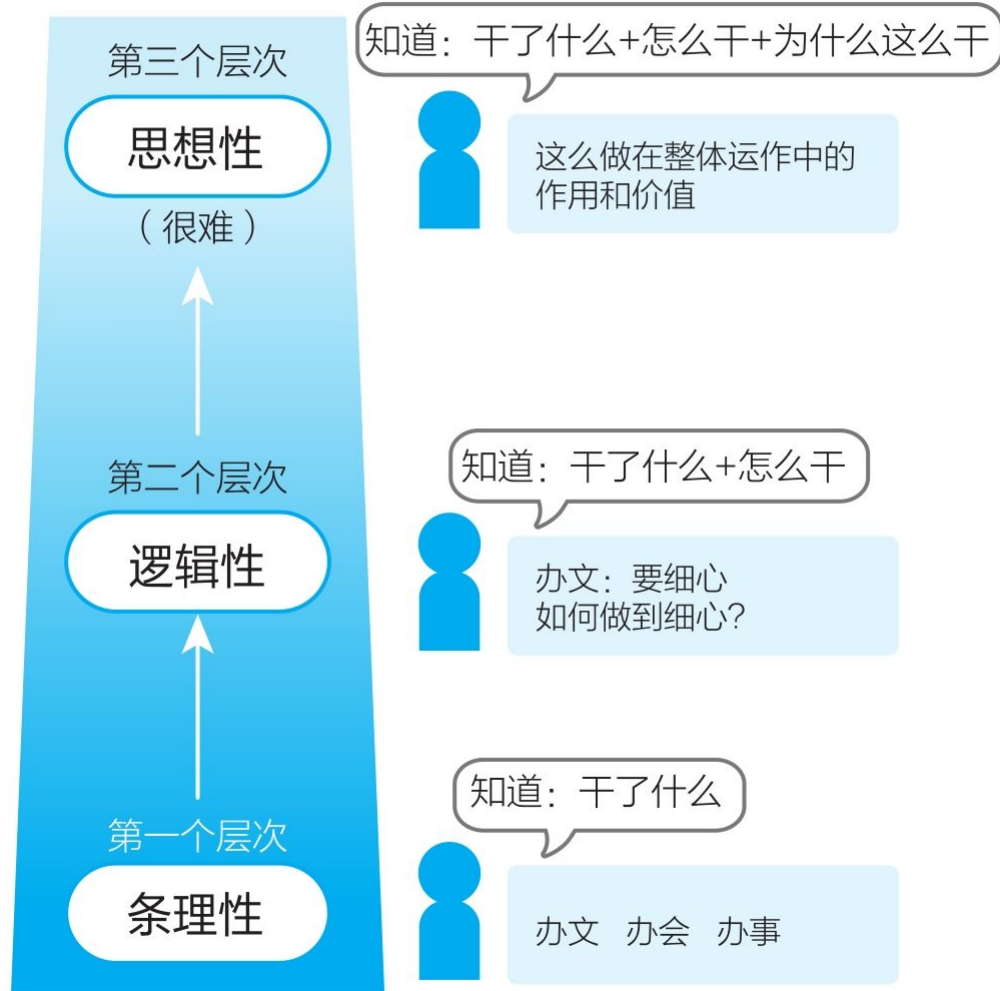 第三个层次
思想性
（很难）
知道：干了什么+怎么干+为什么这么干
这么做在整体运作中的
作用和价值
第二个层次
逻辑性
知道：干了什么+怎么干
办文：要细心
如何做到细心？
第一个层次
条理性
知道：干了什么
办文 办会 办事